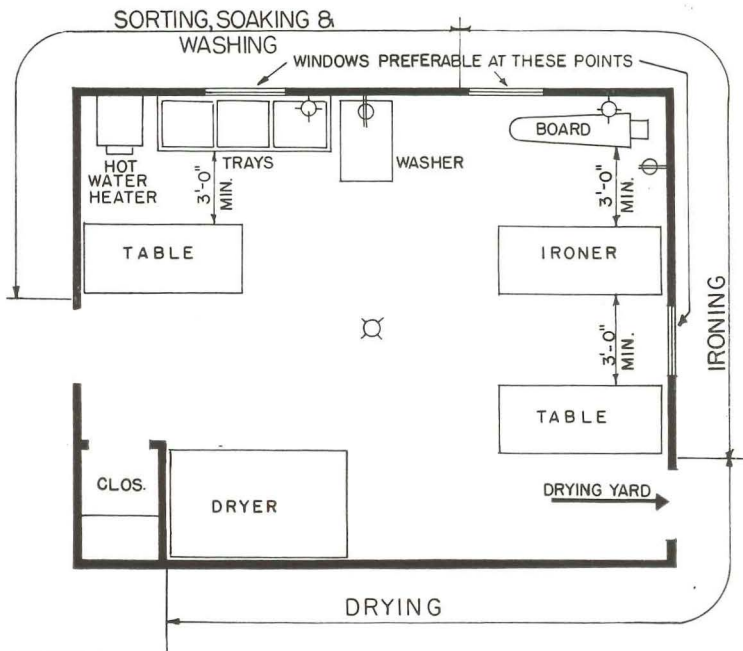 SORTING, SOAKING &
WASHING
WINDOWS PREFERABLE AT THESE POINTS
HOT
WATER
HEATER
TRAYS
WASHER
BOARD
3'-0"
MIN.
3'-0"
MIN.
TABLE
IRONER
3'-0"
MIN.
IRONING
TABLE
CLOS.
DRYER
DRYING YARD
DRYING